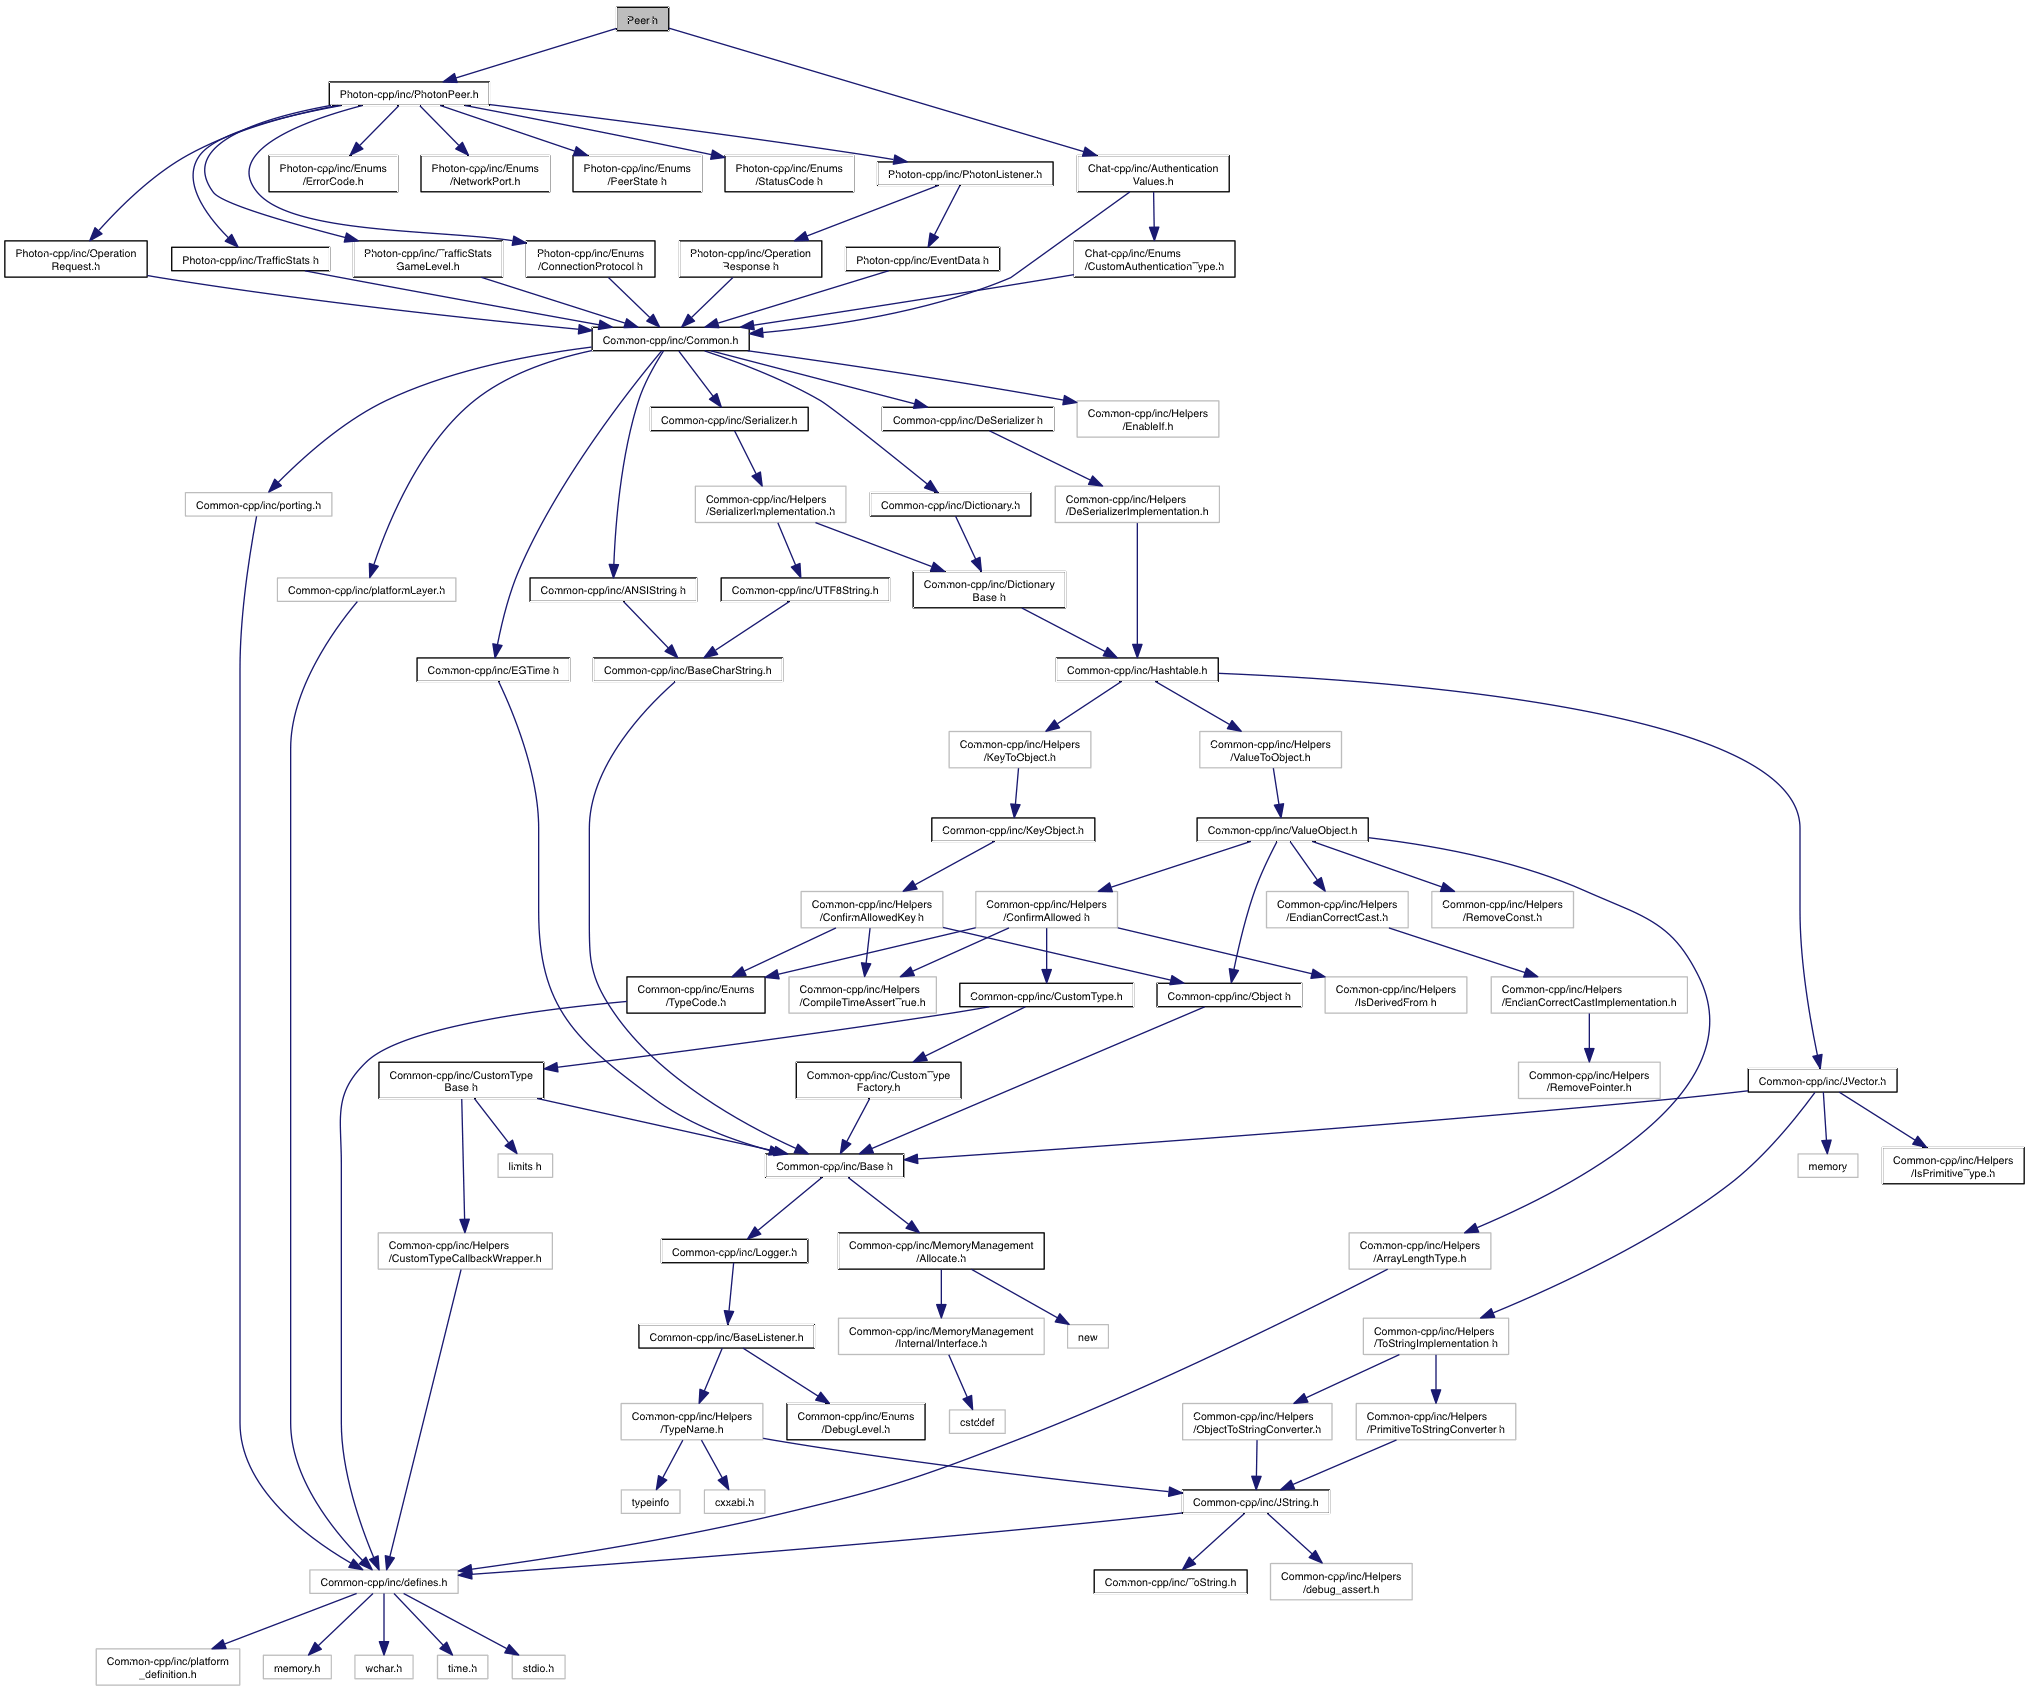 Peer.h
Photon-cpp/inc/PhotonPeer.h
Photon-cpp/inc/Enums
/ErrorCode.h
Photon-cpp/inc/Enums
/NetworkPort.h
Photon-cpp/inc/Enums
/PeerState.h
Photon-cpp/inc/Enums
/StatusCode.h
Photon-cpp/inc/PhotonListener.h
Chat-cpp/inc/Authentication
Values.h
Photon-cpp/inc/Operation
Request.h
Photon-cpp/inc/TrafficStats.h
Photon-cpp/inc/TrafficStats
GameLevel.h
Photon-cpp/inc/Enums
/ConnectionProtocol.h
Photon-cpp/inc/Operation
Response.h
Photon-cpp/inc/EventData.h
Chat-cpp/inc/Enums
/CustomAuthenticationType.h
Common-cpp/inc/Common.h
Common-cpp/inc/Serializer.h
Common-cpp/inc/DeSerializer.h
Common-cpp/inc/Helpers
/EnableIf.h
Common-cpp/inc/porting.h
Common-cpp/inc/Helpers
/SerializerImplementation.h
Common-cpp/inc/Dictionary.h
Common-cpp/inc/Helpers
/DeSerializerImplementation.h
Common-cpp/inc/platformLayer.h
Common-cpp/inc/ANSIString.h
Common-cpp/inc/UTF8String.h
Common-cpp/inc/Dictionary
Base.h
Common-cpp/inc/EGTime.h
Common-cpp/inc/BaseCharString.h
Common-cpp/inc/Hashtable.h
Common-cpp/inc/Helpers
/KeyToObject.h
Common-cpp/inc/Helpers
/ValueToObject.h
Common-cpp/inc/KeyObject.h
Common-cpp/inc/ValueObject.h
Common-cpp/inc/Helpers
/ConfirmAllowedKey.h
Common-cpp/inc/Helpers
/ConfirmAllowed.h
Common-cpp/inc/Helpers
/EndianCorrectCast.h
Common-cpp/inc/Helpers
/RemoveConst.h
Common-cpp/inc/Enums
/TypeCode.h
Common-cpp/inc/Helpers
/CompileTimeAssertTrue.h
Common-cpp/inc/CustomType.h
Common-cpp/inc/Object.h
Common-cpp/inc/Helpers
/IsDerivedFrom.h
Common-cpp/inc/Helpers
/EndianCorrectCastImplementation.h
Common-cpp/inc/CustomType
Base.h
Common-cpp/inc/CustomType
Factory.h
Common-cpp/inc/Helpers
/RemovePointer.h
Common-cpp/inc/JVector.h
limits.h
Common-cpp/inc/Base.h
memory
Common-cpp/inc/Helpers
/IsPrimitiveType.h
Common-cpp/inc/Helpers
/CustomTypeCallbackWrapper.h
Common-cpp/inc/Logger.h
Common-cpp/inc/MemoryManagement
/Allocate.h
Common-cpp/inc/Helpers
/ArrayLengthType.h
Common-cpp/inc/BaseListener.h
Common-cpp/inc/MemoryManagement
/Internal/Interface.h
new
Common-cpp/inc/Helpers
/ToStringImplementation.h
Common-cpp/inc/Helpers
/TypeName.h
Common-cpp/inc/Enums
/DebugLevel.h
cstddef
Common-cpp/inc/Helpers
/ObjectToStringConverter.h
Common-cpp/inc/Helpers
/PrimitiveToStringConverter.h
typeinfo
cxxabi.h
Common-cpp/inc/JString.h
Common-cpp/inc/defines.h
Common-cpp/inc/ToString.h
Common-cpp/inc/Helpers
/debug_assert.h
Common-cpp/inc/platform
_definition.h
memory.h
wchar.h
time.h
stdio.h